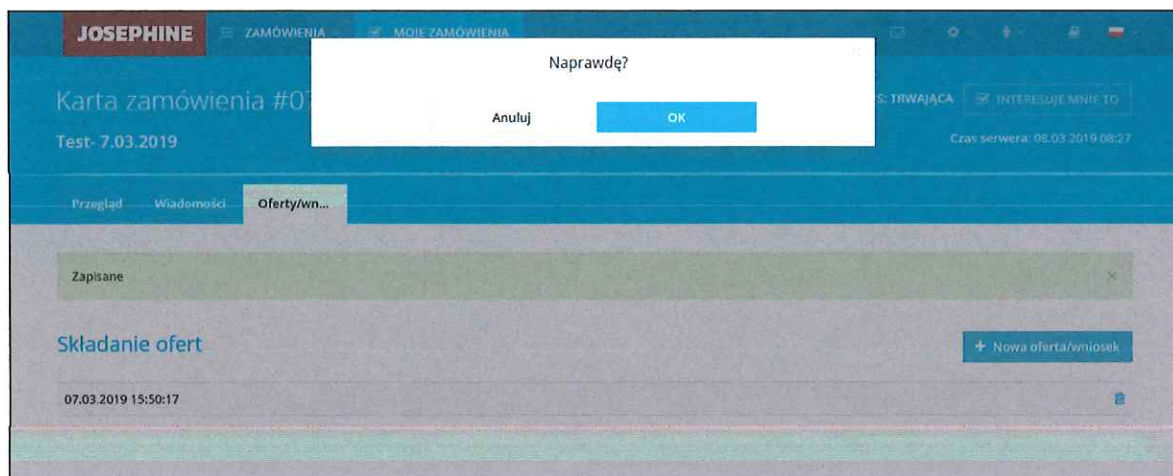 JOSEPHINE
ZAMÓWIENIA
MOJE ZAMÓWIENIA
Naprawdę?
Anuluj
OK
Karta zamówienia #07
S: TRWAJĄCA
INTERESUJE MNIE TO
Test- 7.03.2019
Czas serwera: 08.03.2019 08:27
Przegląd
Wiadomości
Oferty/wn...
Zapisane
Składanie ofert
+ Nowa oferta/wniosek
07.03.2019 15:50:17